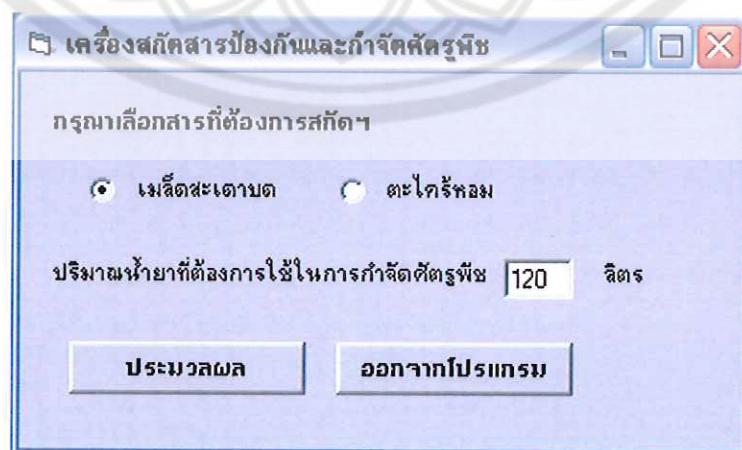 เครื่องสกัดสารป้องกันและกำจัดศัตรูพืช
กรุณาเลือกสารที่ต้องการสกัดฯ
เมล็ดสะเดาบด ตะไคร้หอม
ปริมาณน้ำยาที่ต้องการใช้ในการกำจัดศัตรูพืช 120 ลิตร
ประมวลผล ออกจากโปรแกรม